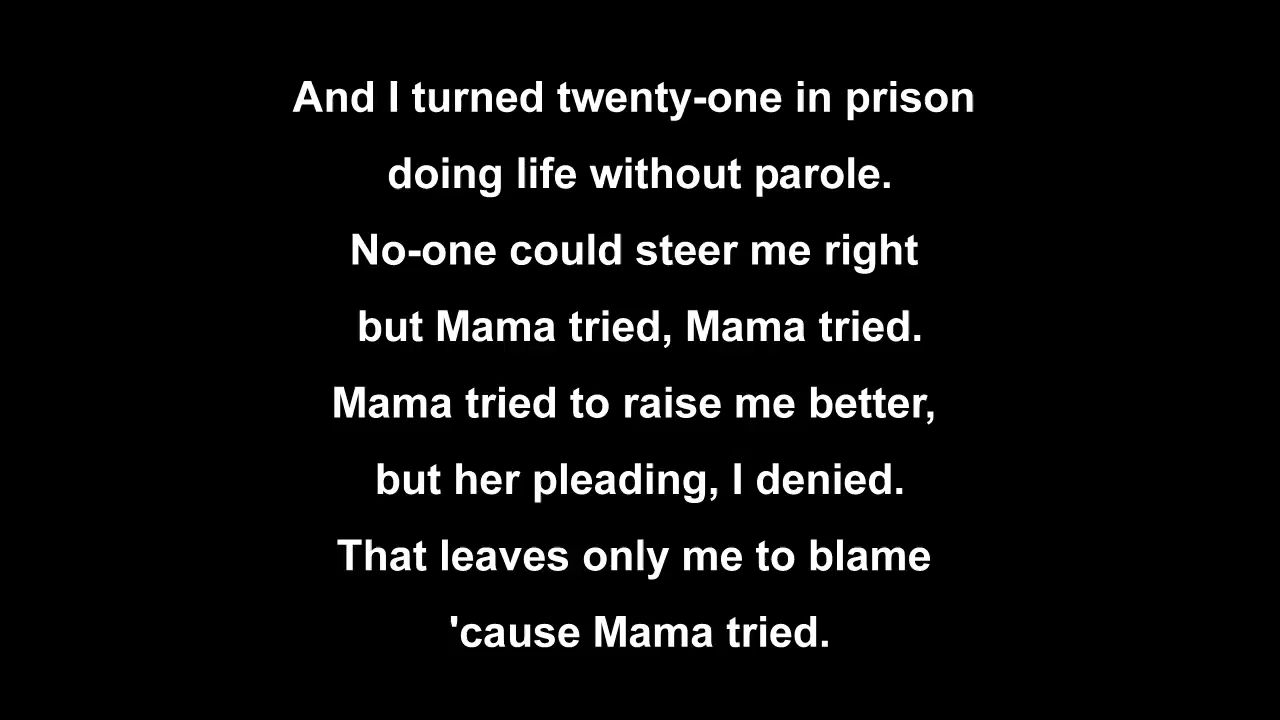 And I turned twenty-one in prison
doing life without parole.
No-one could steer me right
but Mama tried, Mama tried.
Mama tried to raise me better,
but her pleading, I denied.
That leaves only me to blame
'cause Mama tried.